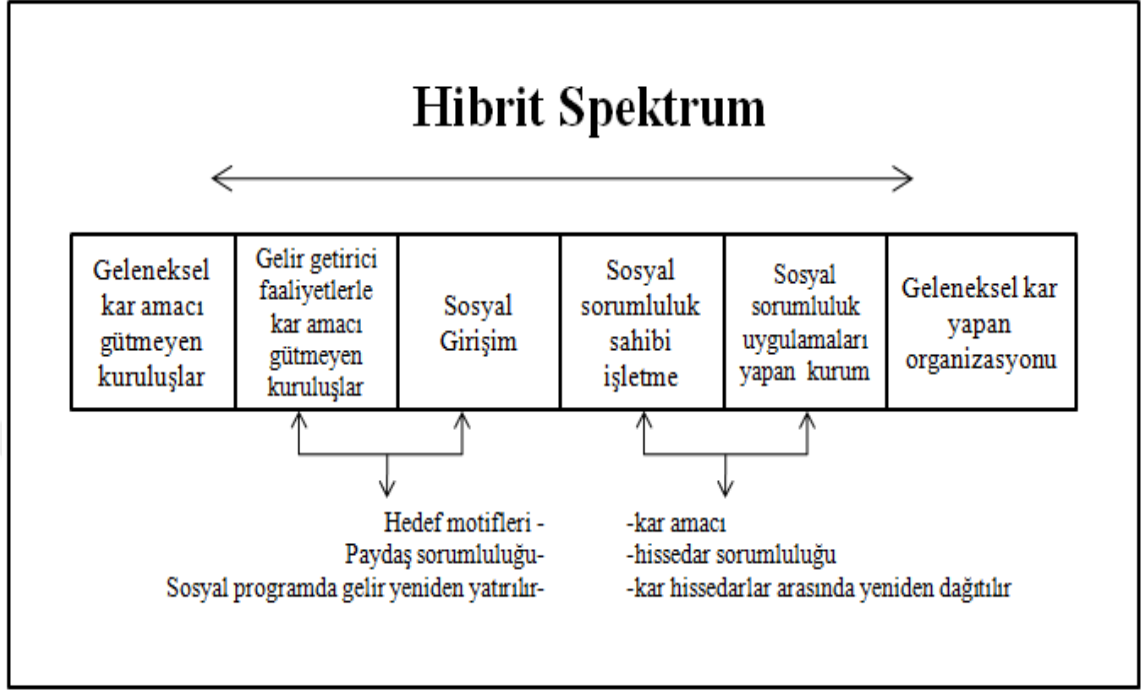 Hibrit Spektrum
Geleneksel
kar amacı
gütmeyen
kuruluşlar
Gelir getirici
faaliyetlerle
kar amacı
gütmeyen
kuruluşlar
Sosyal
Girişim
Sosyal
sorumluluk
sahibi
işletme
Sosyal
sorumluluk
uygulamaları
yapan kurum
Geleneksel kar
yapan
organizasyonu
Hedef motifleri -
Paydaş sorumluluğu-
Sosyal programda gelir yeniden yatırılır-
-kar amacı
-hissedar sorumluluğu
-kar hissedarlar arasında yeniden dağıtılır